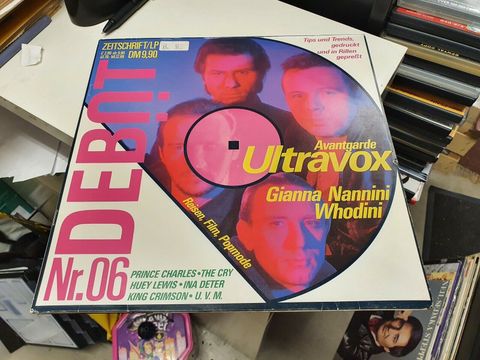 ZEITSCHRIFT/LP
DM 9,90
Tips und Trends,
gedruckt
und in Rillen
gepreßt
DEBÜT
Nr. 06
Avantgarde
Ultravox
Gianna Nannini
Whodini
Reisen, Film, Popmode
PRINCE CHARLES • THE CRY
HUEY LEWIS • INA DETER
KING CRIMSON • U. V. M.